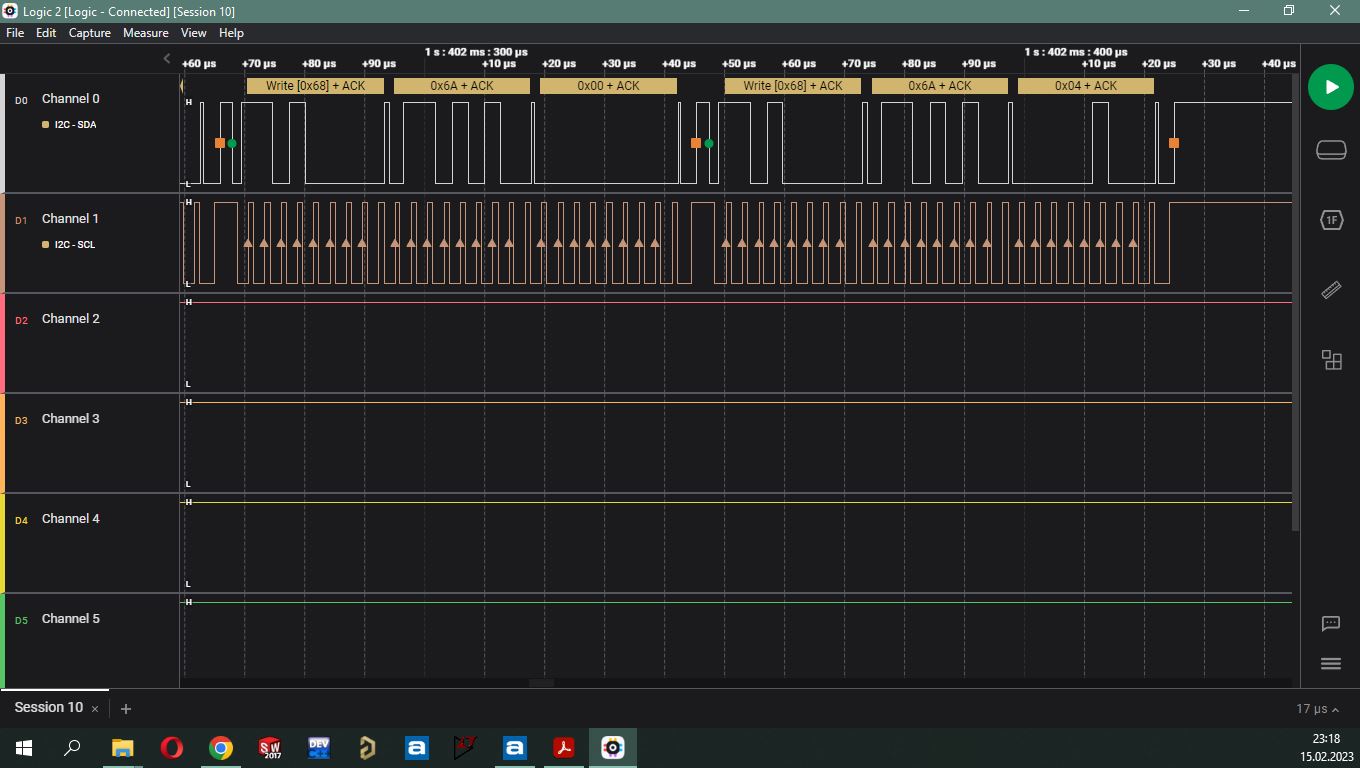 Logic 2 [Logic - Connected] [Session 10]
File Edit Capture Measure View Help
1 s : 402 ms : 300 µs 1 s : 402 ms : 400 µs
+60 µs +70 µs +80 µs +90 µs +10 µs +20 µs +30 µs +40 µs +50 µs +60 µs +70 µs +80 µs +90 µs +10 µs +20 µs +30 µs +40 µs
Write [0x68] + ACK 0x6A + ACK 0x00 + ACK Write [0x68] + ACK 0x6A + ACK 0x04 + ACK
D0 Channel 0 H
I2C - SDA
L
D1 Channel 1 H
I2C - SCL
L
D2 Channel 2 H
L
D3 Channel 3 H
L
D4 Channel 4 H
L
D5 Channel 5 H
1F
Session 10 × +
17 µs
SW 2017
DEV C++
a
a
23:18
15.02.2023